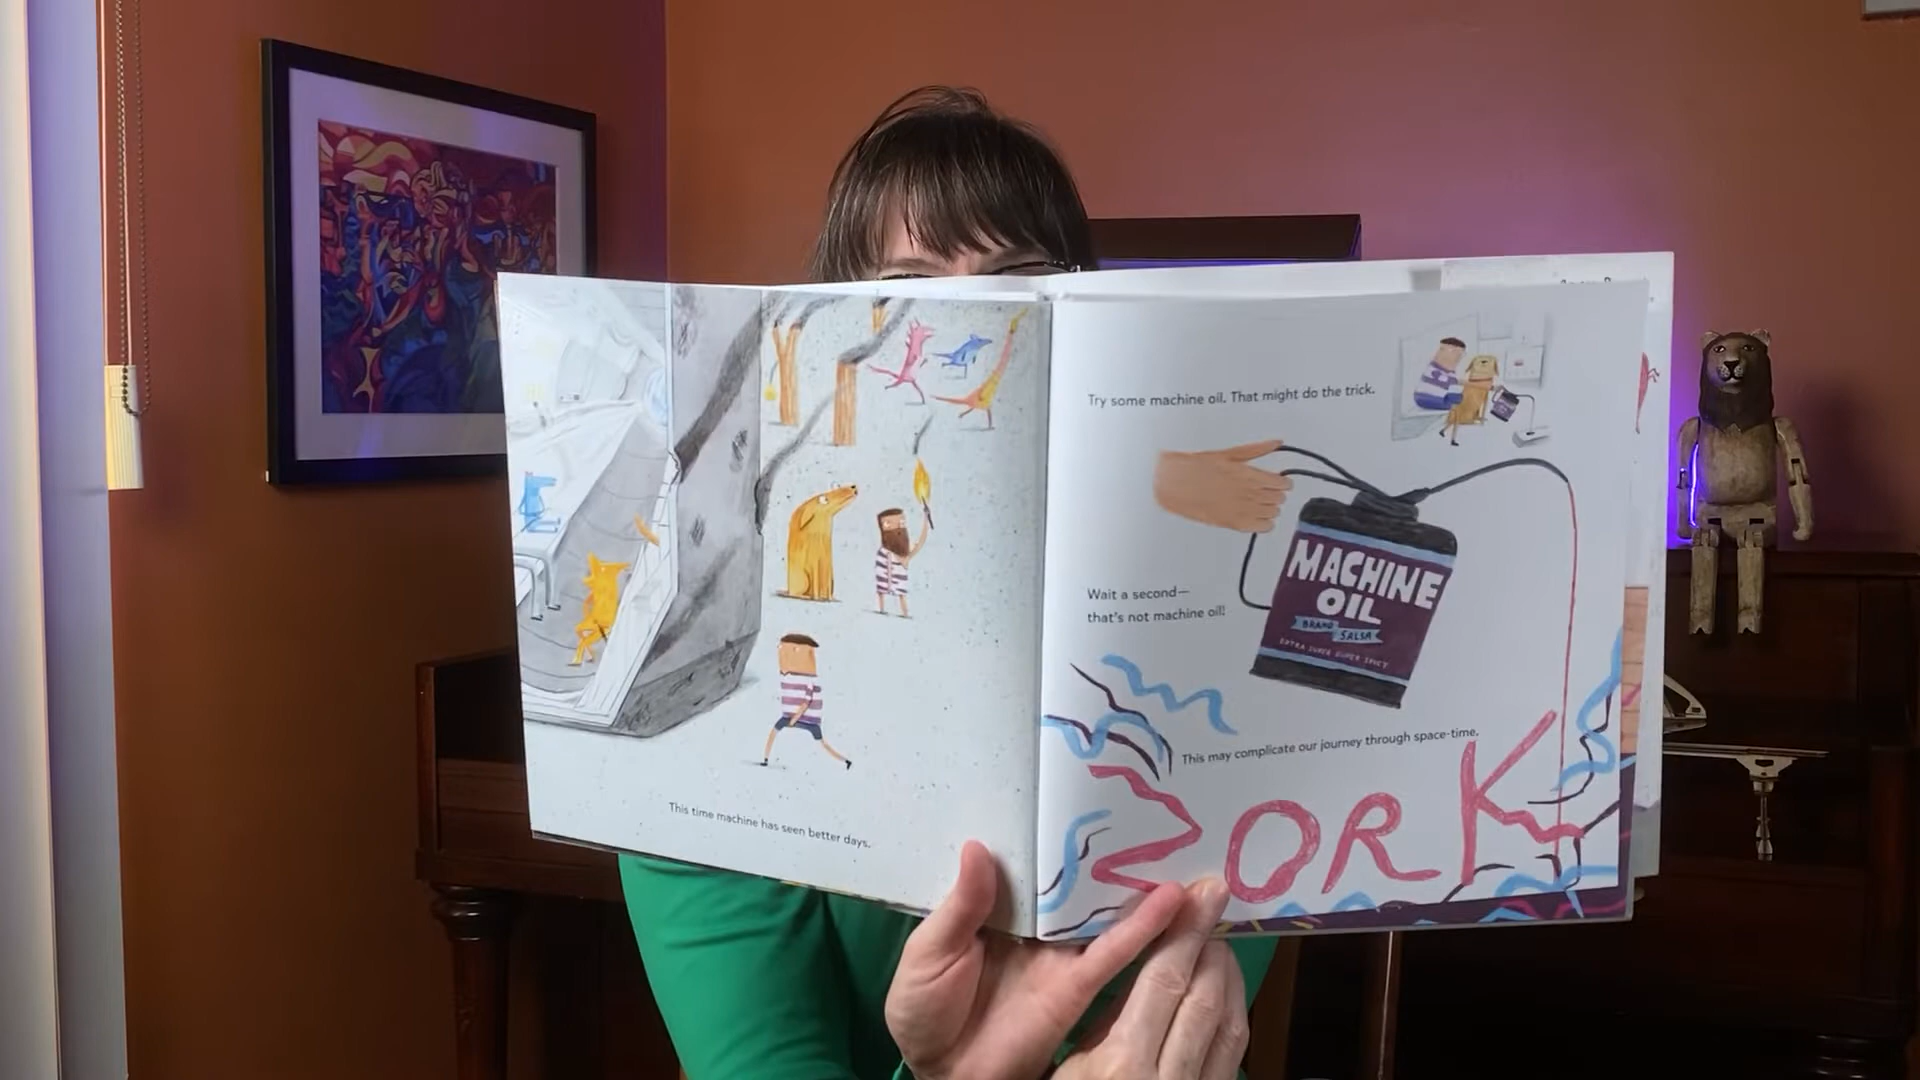 This time machine has seen better days.
Try some machine oil. That might do the trick.
MACHINE
OIL
BRAND
SALSA
EXTRA SUPER SUPER SPICY
Wait a second—
that's not machine oil!
This may complicate our journey through space-time.
ZORK